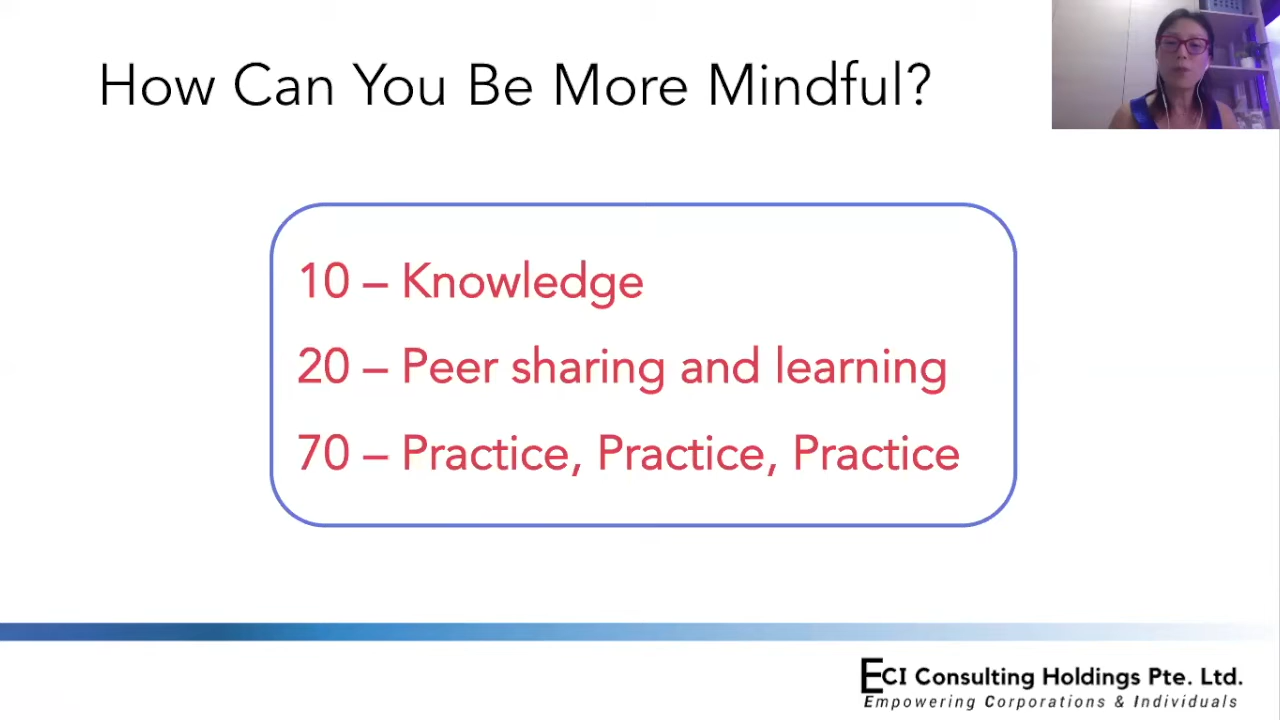 How Can You Be More Mindful?
10 – Knowledge
20 – Peer sharing and learning
70 – Practice, Practice, Practice
ECI Consulting Holdings Pte. Ltd.
Empowering Corporations & Individuals